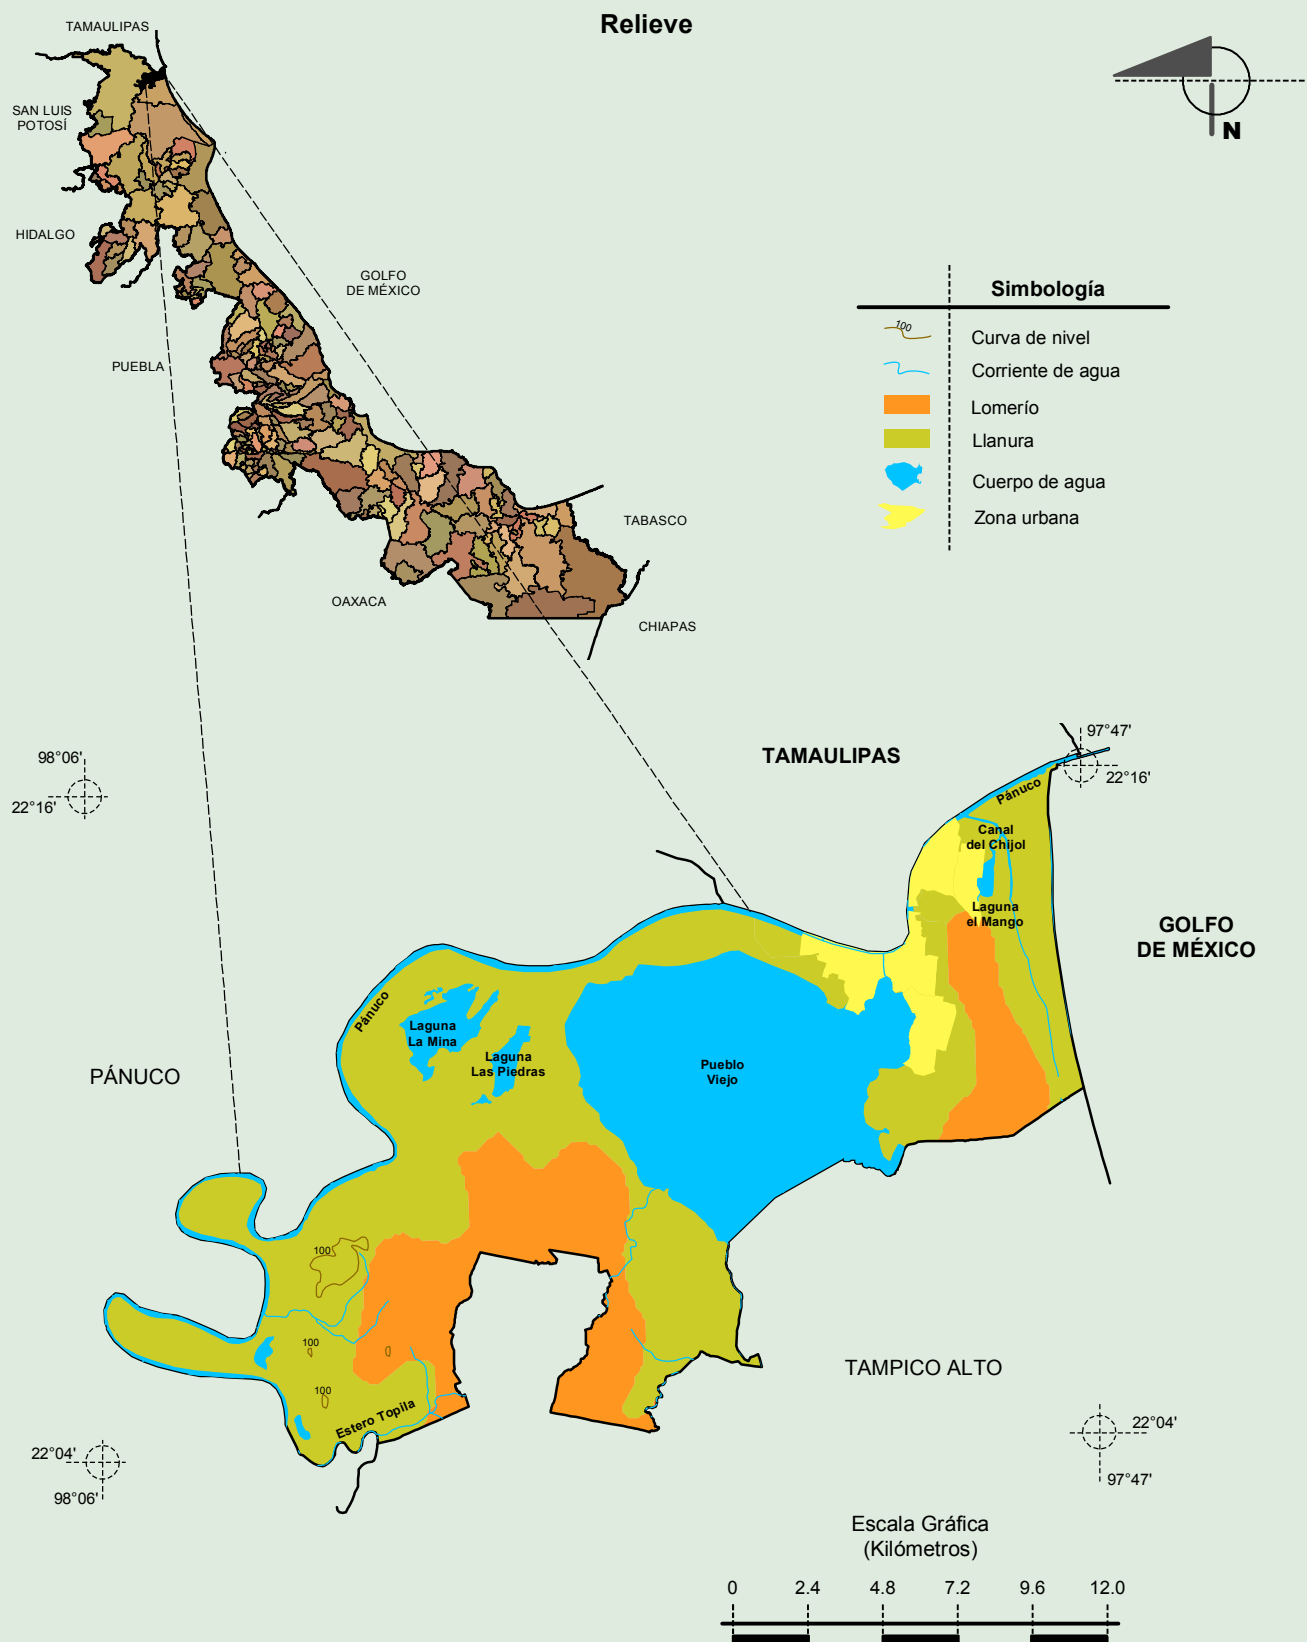 Relieve
TAMAULIPAS
SAN LUIS
POTOSÍ
HIDALGO
GOLFO
DE MÉXICO
PUEBLA
TABASCO
OAXACA
CHIAPAS
N
Simbología
100
Curva de nivel
Corriente de agua
Lomerío
Llanura
Cuerpo de agua
Zona urbana
98°06'
22°16'
TAMAULIPAS
97°47'
22°16'
Pánuco
Canal
del Chijol
Laguna
el Mango
GOLFO
DE MÉXICO
Pánuco
Laguna
La Mina
Laguna
Las Piedras
Pueblo
Viejo
PÁNUCO
100
100
100
Estero Topila
TAMPICO ALTO
22°04'
98°06'
22°04'
97°47'
Escala Gráfica
(Kilómetros)
0 2.4 4.8 7.2 9.6 12.0